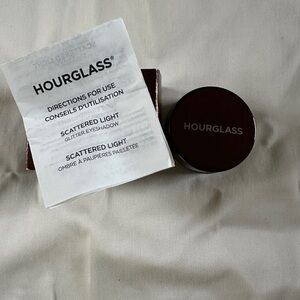 HOURGLASS®
DIRECTIONS FOR USE
CONSEILS D'UTILISATION
SCATTERED LIGHT
GLITTER EYESHADOW
SCATTERED LIGHT
OMBRE À PAUPIÈRES PAILLETÉE
HOURGLASS